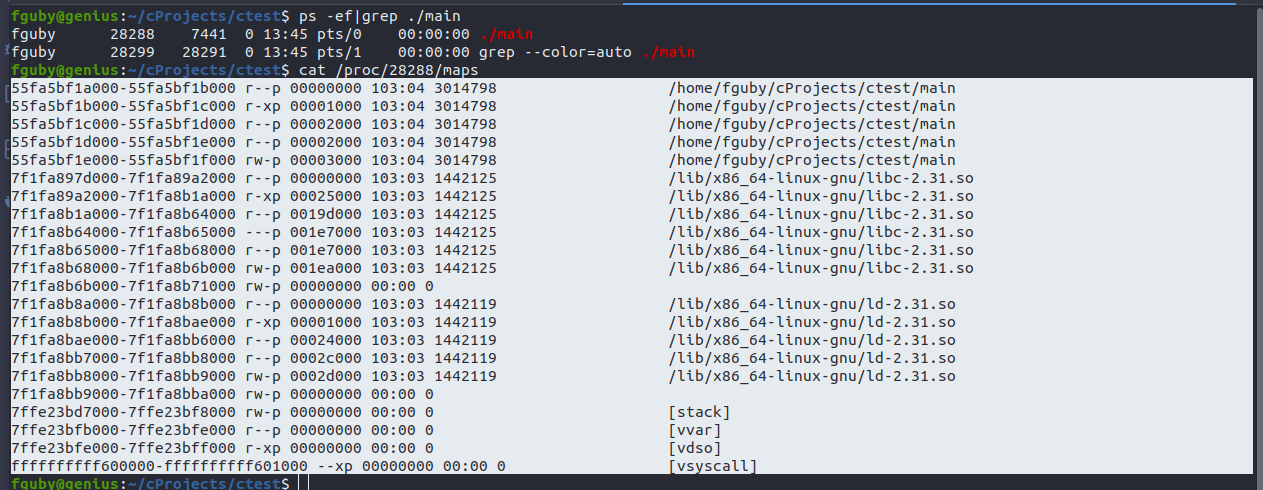 fguby@genius:~/cProjects/ctest$ ps -ef|grep ./main
fguby      28288    7441  0 13:45 pts/0    00:00:00 ./main
fguby      28299   28291  0 13:45 pts/1    00:00:00 grep --color=auto ./main
fguby@genius:~/cProjects/ctest$ cat /proc/28288/maps
55fa5bf1a000-55fa5bf1b000 r--p 00000000 103:04 3014798                   /home/fguby/cProjects/ctest/main
55fa5bf1b000-55fa5bf1c000 r-xp 00001000 103:04 3014798                   /home/fguby/cProjects/ctest/main
55fa5bf1c000-55fa5bf1d000 r--p 00002000 103:04 3014798                   /home/fguby/cProjects/ctest/main
55fa5bf1d000-55fa5bf1e000 r--p 00002000 103:04 3014798                   /home/fguby/cProjects/ctest/main
55fa5bf1e000-55fa5bf1f000 rw-p 00003000 103:04 3014798                   /home/fguby/cProjects/ctest/main
7f1fa897d000-7f1fa89a2000 r--p 00000000 103:03 1442125                   /lib/x86_64-linux-gnu/libc-2.31.so
7f1fa89a2000-7f1fa8b1a000 r-xp 00025000 103:03 1442125                   /lib/x86_64-linux-gnu/libc-2.31.so
7f1fa8b1a000-7f1fa8b64000 r--p 0019d000 103:03 1442125                   /lib/x86_64-linux-gnu/libc-2.31.so
7f1fa8b64000-7f1fa8b65000 ---p 001e7000 103:03 1442125                   /lib/x86_64-linux-gnu/libc-2.31.so
7f1fa8b65000-7f1fa8b68000 r--p 001e7000 103:03 1442125                   /lib/x86_64-linux-gnu/libc-2.31.so
7f1fa8b68000-7f1fa8b6b000 rw-p 001ea000 103:03 1442125                   /lib/x86_64-linux-gnu/libc-2.31.so
7f1fa8b6b000-7f1fa8b71000 rw-p 00000000 00:00 0
7f1fa8b8a000-7f1fa8b8b000 r--p 00000000 103:03 1442119                   /lib/x86_64-linux-gnu/ld-2.31.so
7f1fa8b8b000-7f1fa8bae000 r-xp 00001000 103:03 1442119                   /lib/x86_64-linux-gnu/ld-2.31.so
7f1fa8bae000-7f1fa8bb6000 r--p 00024000 103:03 1442119                   /lib/x86_64-linux-gnu/ld-2.31.so
7f1fa8bb7000-7f1fa8bb8000 r--p 0002c000 103:03 1442119                   /lib/x86_64-linux-gnu/ld-2.31.so
7f1fa8bb8000-7f1fa8bb9000 rw-p 0002d000 103:03 1442119                   /lib/x86_64-linux-gnu/ld-2.31.so
7f1fa8bb9000-7f1fa8bba000 rw-p 00000000 00:00 0
7ffe23bd7000-7ffe23bf8000 rw-p 00000000 00:00 0                          [stack]
7ffe23bfb000-7ffe23bfe000 r--p 00000000 00:00 0                          [vvar]
7ffe23bfe000-7ffe23bff000 r-xp 00000000 00:00 0                          [vdso]
ffffffffff600000-ffffffffff601000 --xp 00000000 00:00 0                  [vsyscall]
fguby@genius:~/cProjects/ctest$